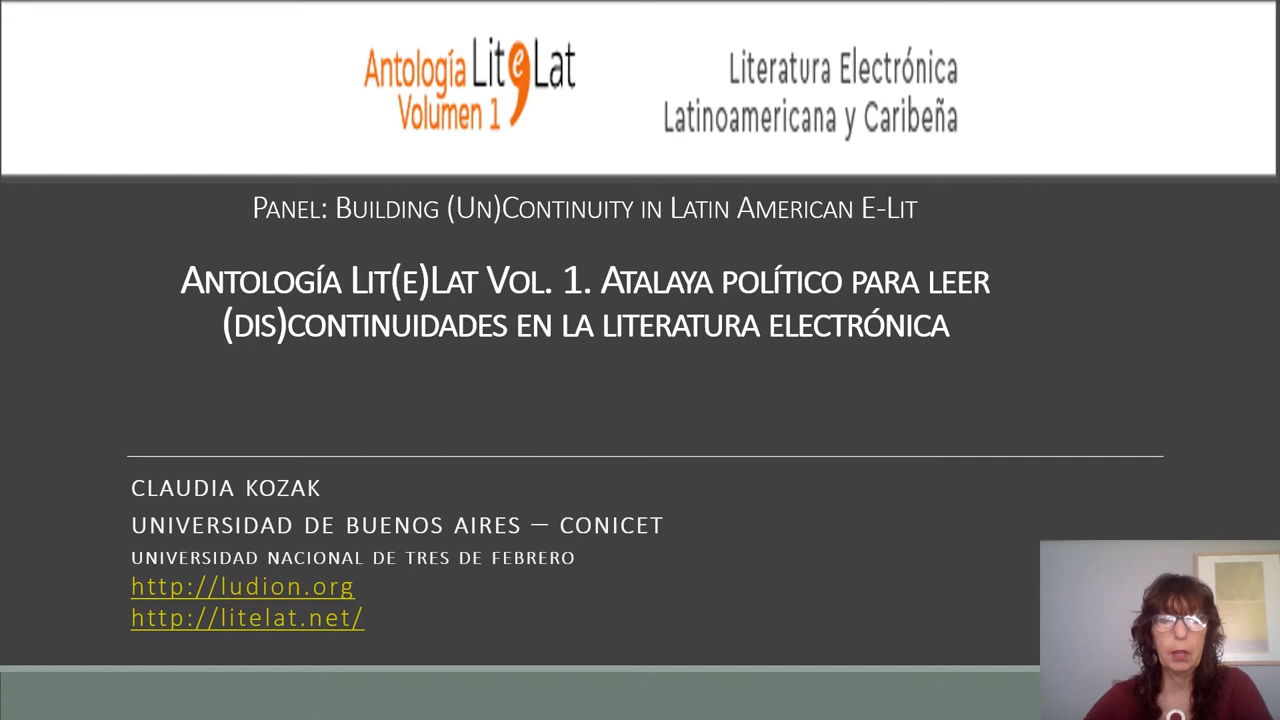 Antología Lit(e)Lat
Volumen 1
Literatura Electrónica
Latinoamericana y Caribeña
Panel: Building (Un)Continuity in Latin American E-Lit
Antología Lit(e)Lat Vol. 1. Atalaya político para leer
(dis)continuidades en la literatura electrónica
CLAUDIA KOZAK
UNIVERSIDAD DE BUENOS AIRES – CONICET
UNIVERSIDAD NACIONAL DE TRES DE FEBRERO
http://ludion.org
http://litelat.net/